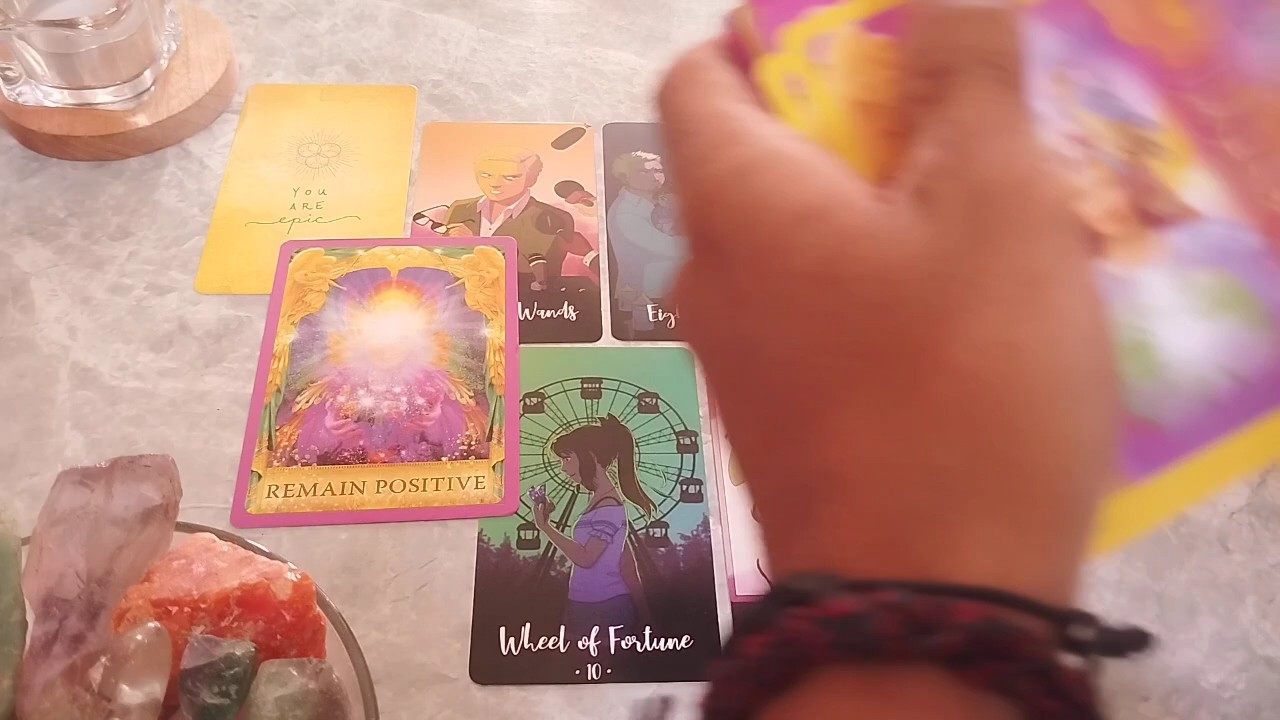 YOU
ARE
epic
Wands
REMAIN POSITIVE
Wheel of Fortune
·10·